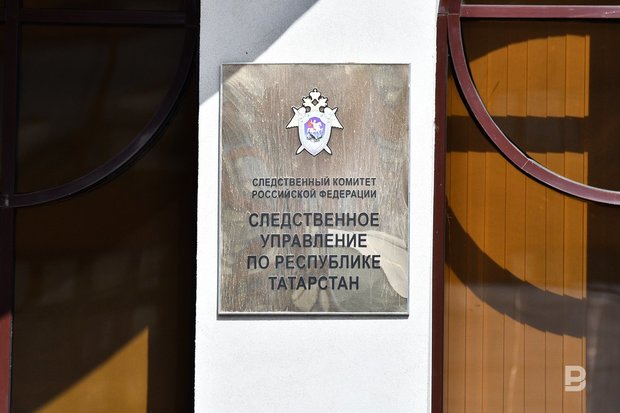 СЛЕДСТВЕННЫЙ КОМИТЕТ
РОССИЙСКОЙ ФЕДЕРАЦИИ
СЛЕДСТВЕННОЕ
УПРАВЛЕНИЕ
ПО РЕСПУБЛИКЕ
ТАТАРСТАН
B